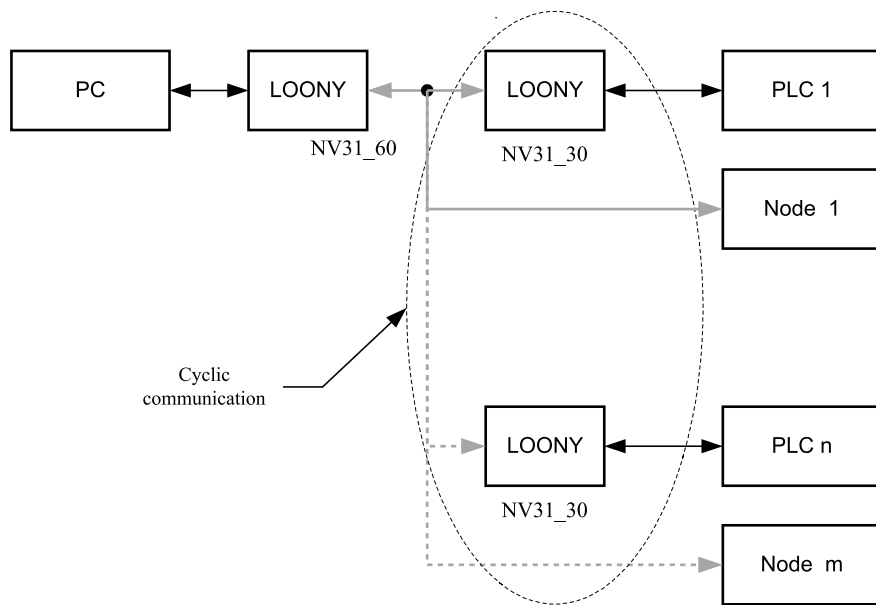 PC
LOONY
LOONY
PLC 1
NV31_60
NV31_30
Node 1
Cyclic
communication
LOONY
PLC n
NV31_30
Node m